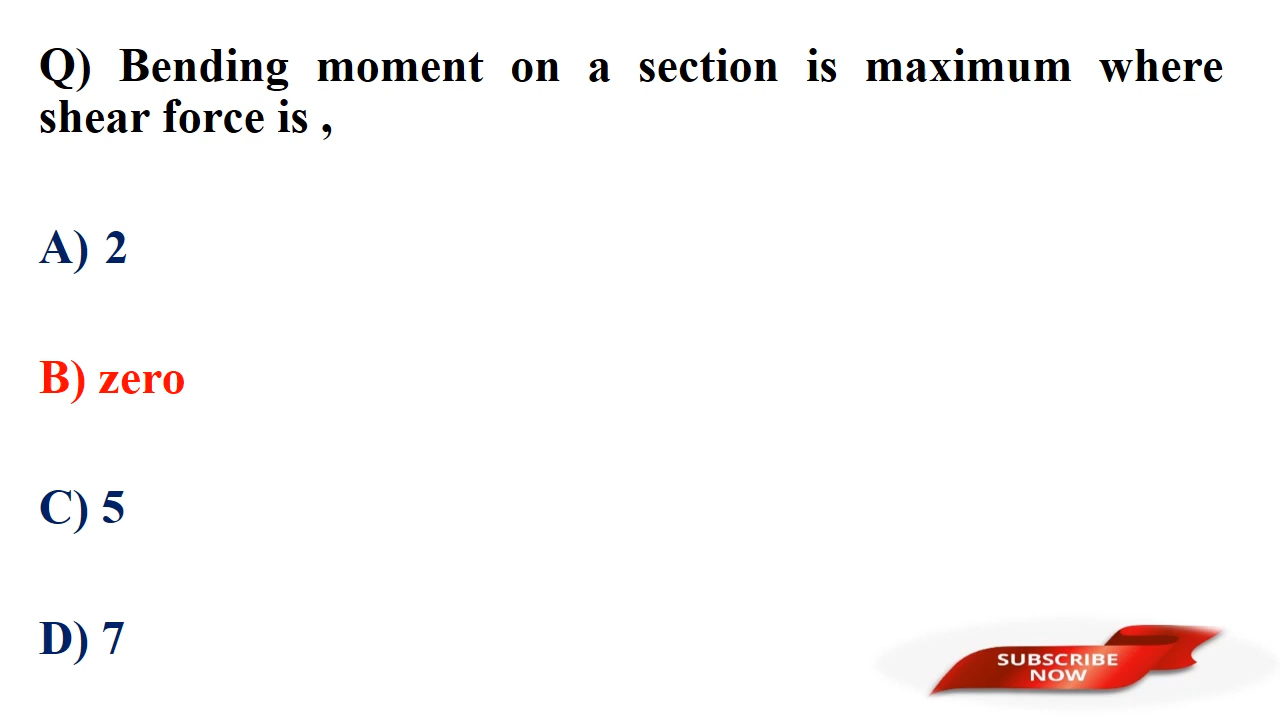 Q) Bending moment on a section is maximum where
shear force is ,
A) 2
B) zero
C) 5
D) 7
SUBSCRIBE
NOW